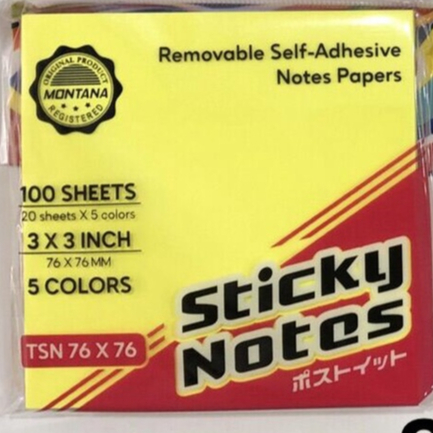 Removable Self-Adhesive
Notes Papers
ORIGINAL PRODUCT
MONTANA
REGISTERED
100 SHEETS
20 sheets X 5 colors
3 X 3 INCH
76 X 76 MM
5 COLORS
TSN 76 X 76
Sticky
Notes
ポストイット